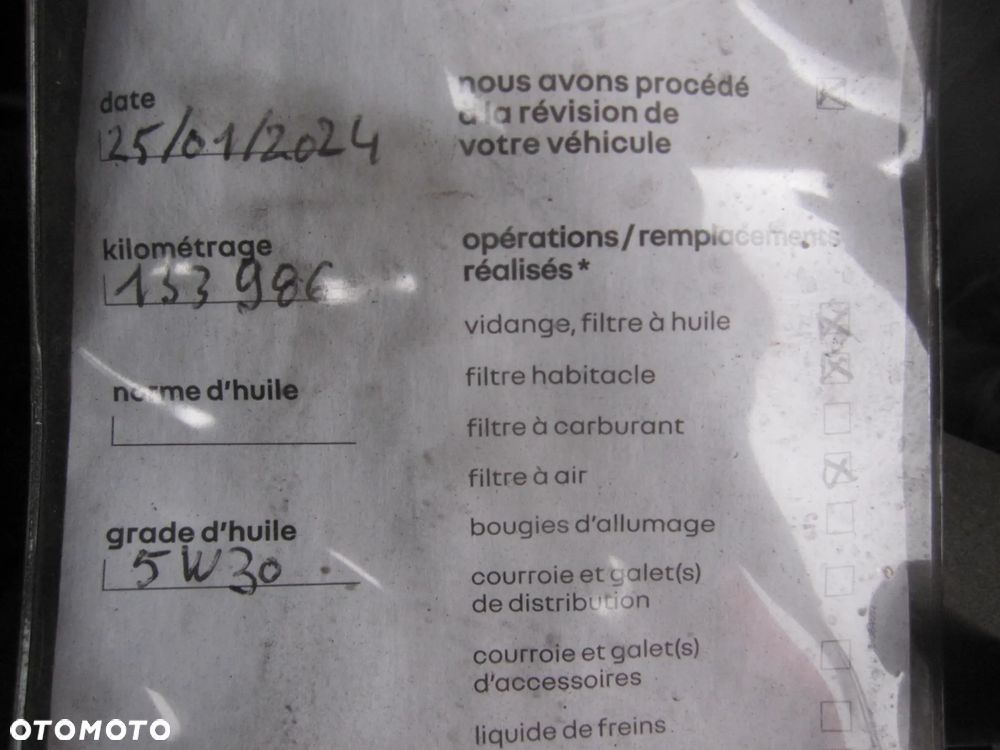 date
25/01/2024
kilométrage
133 986
norme d'huile
grade d'huile
5W30
nous avons procédé
à la révision de
votre véhicule
opérations/remplacements
réalisés*
vidange, filtre à huile
filtre habitacle
filtre à carburant
filtre à air
bougies d'allumage
courroie et galet(s)
de distribution
courroie et galet(s)
d'accessoires
liquide de freins
OTOMOTO